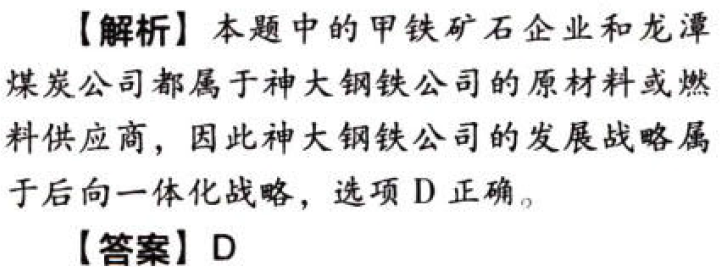 【解析】本题中的甲铁矿石企业和龙潭
煤炭公司都属于神大钢铁公司的原材料或燃
料供应商，因此神大钢铁公司的发展战略属
于后向一体化战略，选项 D 正确。
【答案】D